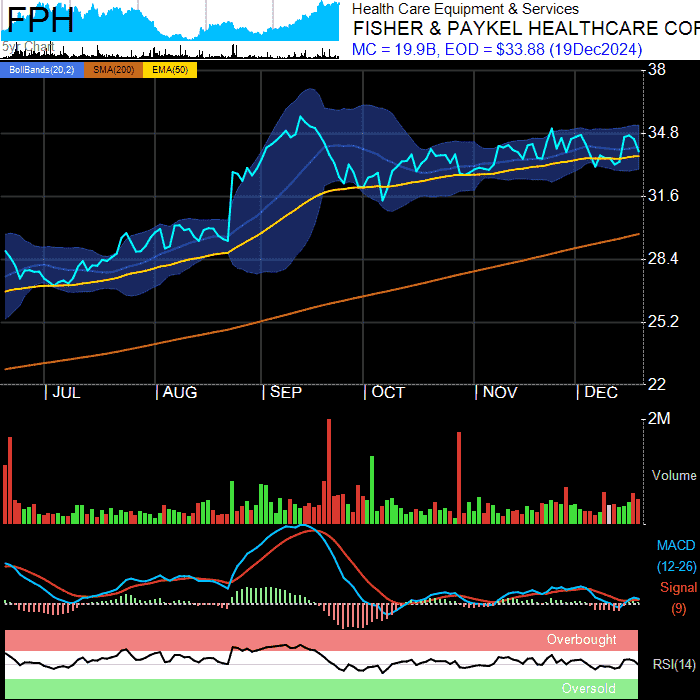 FPH
5yr Chart
Health Care Equipment & Services
FISHER & PAYKEL HEALTHCARE COR
MC = 19.9B, EOD = $33.88 (19Dec2024)
BollBands(20,2) SMA(200) EMA(50)
38
34.8
31.6
28.4
25.2
22
JUL AUG SEP OCT NOV DEC
2M
Volume
MACD
(12-26)
Signal
(9)
Overbought
RSI(14)
Oversold